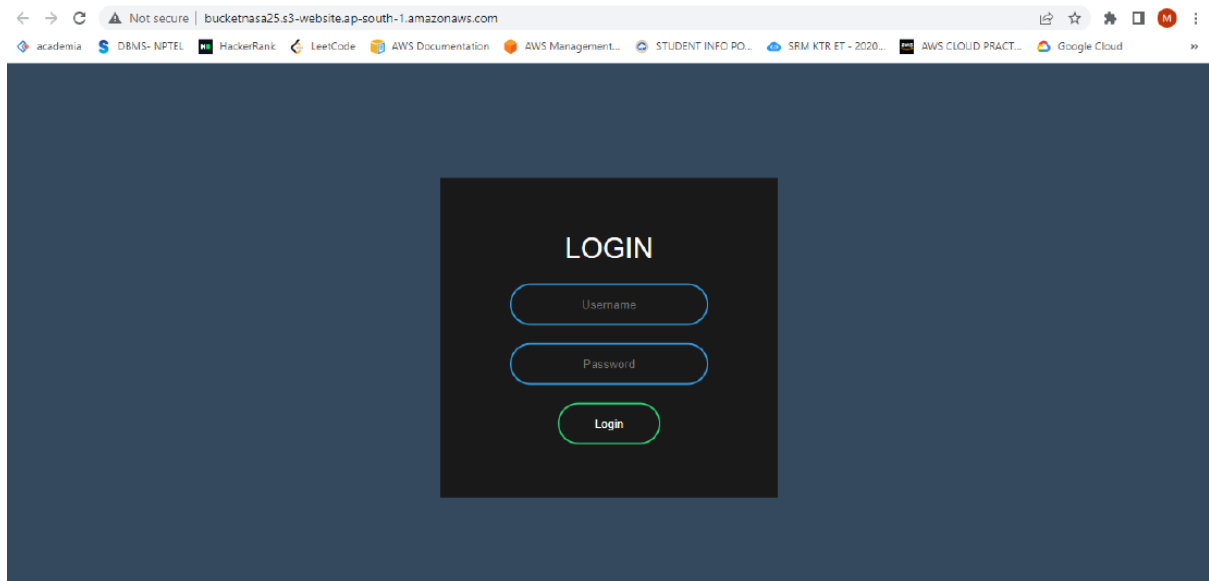 Not secure | bucketnasa25.s3-website.ap-south-1.amazonaws.com M
academia DBMS- NPTEL HackerRank LeetCode AWS Documentation AWS Management... STUDENT INFO PO... SRM KTR ET - 2020... AWS CLOUD PRACT... Google Cloud »
LOGIN
Username
Password
Login